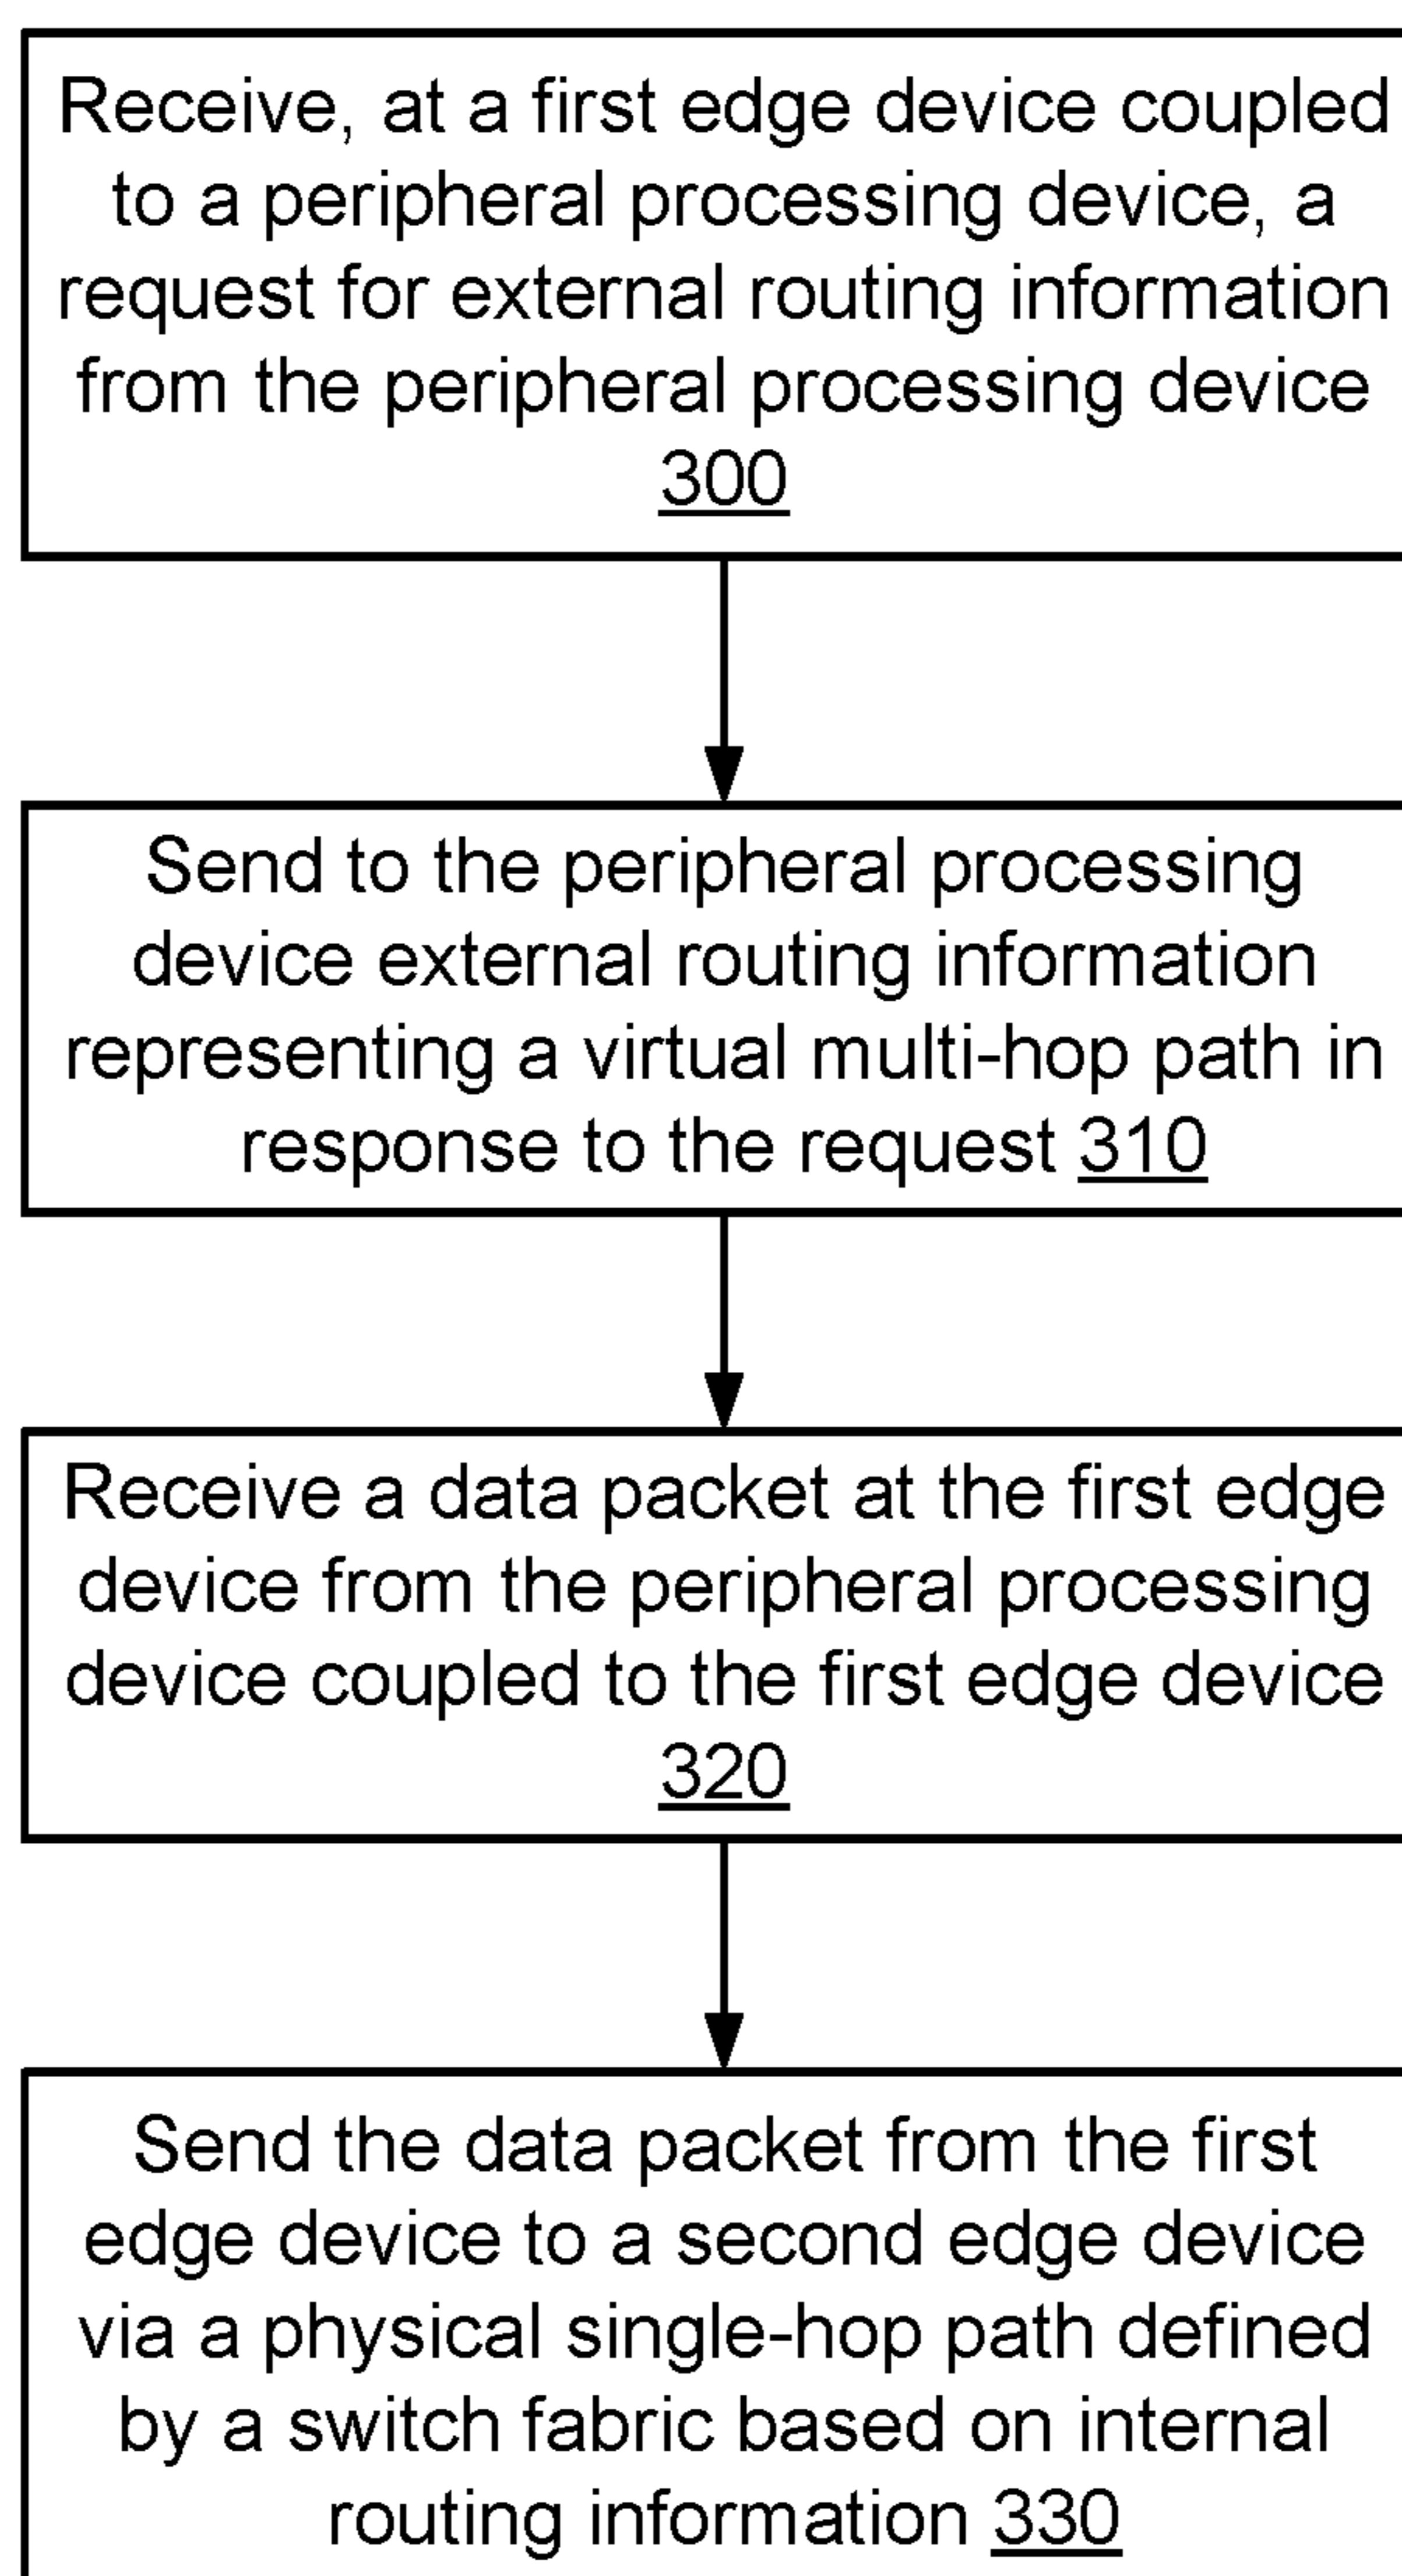 Receive, at a first edge device coupled
to a peripheral processing device, a
request for external routing information
from the peripheral processing device
300
Send to the peripheral processing
device external routing information
representing a virtual multi-hop path in
response to the request 310
Receive a data packet at the first edge
device from the peripheral processing
device coupled to the first edge device
320
Send the data packet from the first
edge device to a second edge device
via a physical single-hop path defined
by a switch fabric based on internal
routing information 330